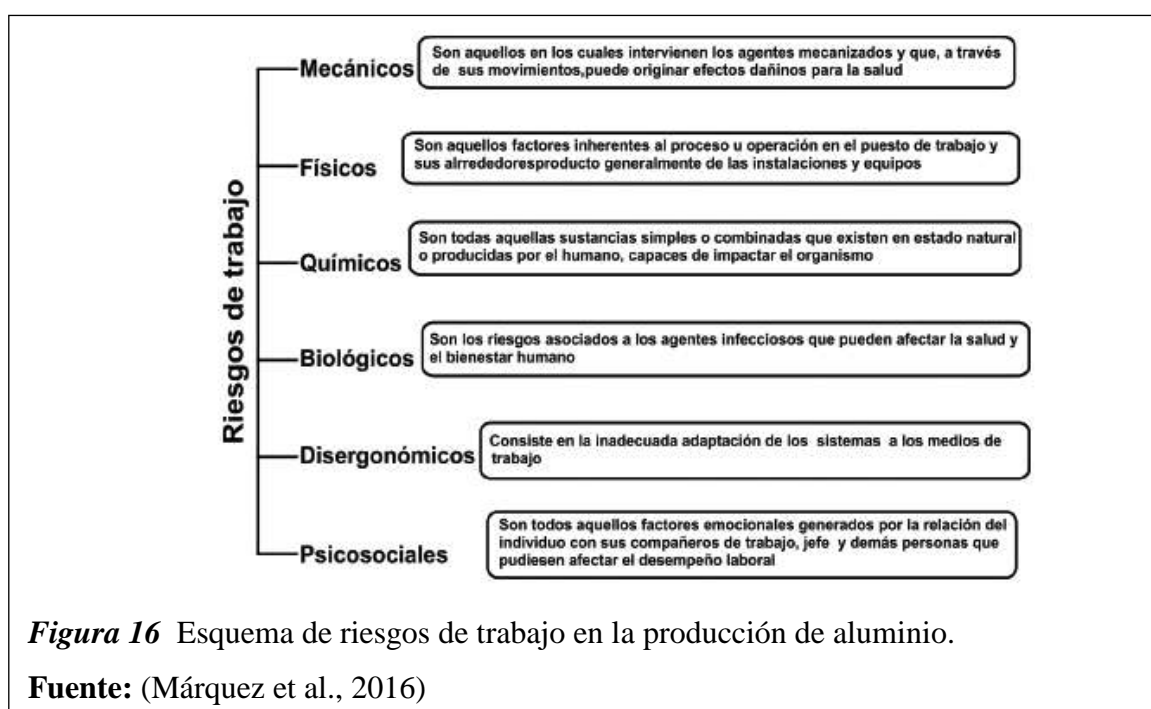 Riesgos de trabajo
Mecánicos
Son aquellos en los cuales intervienen los agentes mecanizados y que, a través
de sus movimientos,puede originar efectos dañinos para la salud
Físicos
Son aquellos factores inherentes al proceso u operación en el puesto de trabajo y
sus alrrededoresproducto generalmente de las instalaciones y equipos
Químicos
Son todas aquellas sustancias simples o combinadas que existen en estado natural
o producidas por el humano, capaces de impactar el organismo
Biológicos
Son los riesgos asociados a los agentes infecciosos que pueden afectar la salud y
el bienestar humano
Disergonómicos
Consiste en la inadecuada adaptación de los sistemas a los medios de
trabajo
Psicosociales
Son todos aquellos factores emocionales generados por la relación del
individuo con sus compañeros de trabajo, jefe y demás personas que
pudiesen afectar el desempeño laboral
Figura 16 Esquema de riesgos de trabajo en la producción de aluminio.
Fuente: (Márquez et al., 2016)